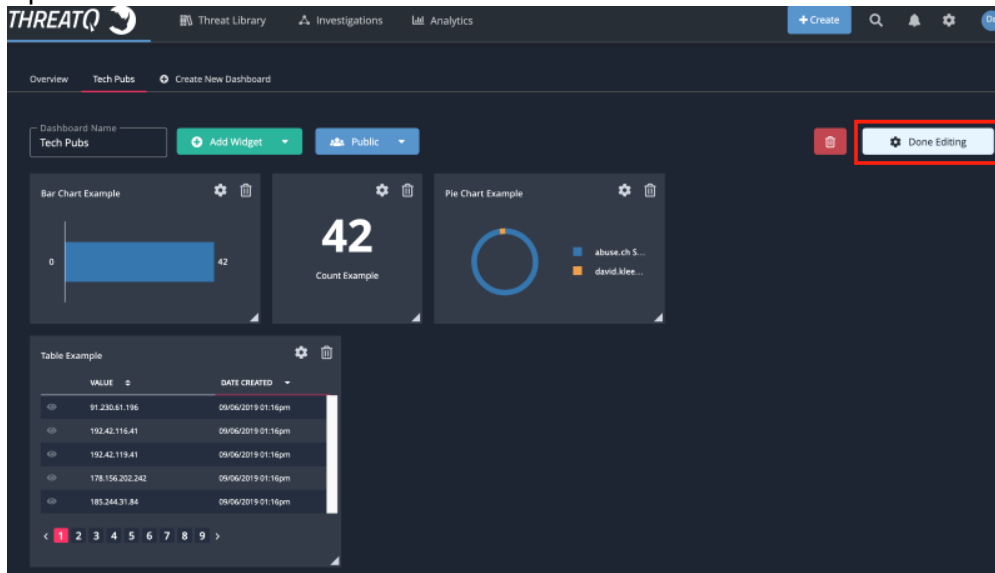 THREATQ
Threat Library
Investigations
Analytics
Create
Overview
Tech Pubs
Create New Dashboard
Dashboard Name
Tech Pubs
Add Widget
Public
Done Editing
Bar Chart Example
0
42
42
Count Example
Pie Chart Example
abuse.ch S...
david.klee...
Table Example
VALUE DATE CREATED
91.230.61.196 09/06/2019 01:16pm
192.42.116.41 09/06/2019 01:16pm
192.42.119.41 09/06/2019 01:16pm
178.156.202.242 09/06/2019 01:16pm
185.244.31.84 09/06/2019 01:16pm
< 1 2 3 4 5 6 7 8 9 >